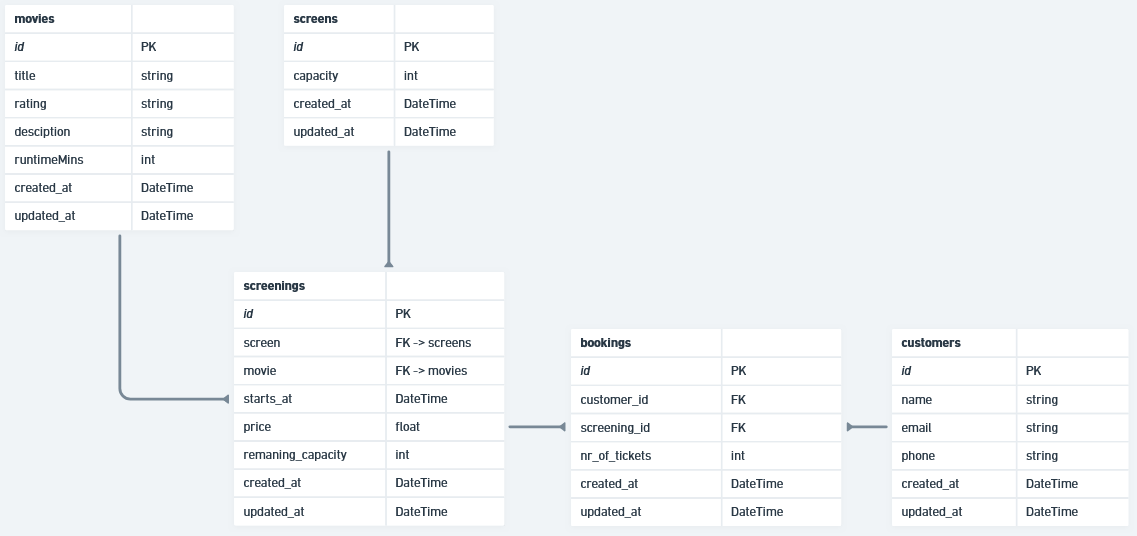 movies
id PK
title string
rating string
desciption string
runtimeMins int
created_at DateTime
updated_at DateTime
screens
id PK
capacity int
created_at DateTime
updated_at DateTime
screenings
id PK
screen FK -> screens
movie FK -> movies
starts_at DateTime
price float
remaning_capacity int
created_at DateTime
updated_at DateTime
bookings
id PK
customer_id FK
screening_id FK
nr_of_tickets int
created_at DateTime
updated_at DateTime
customers
id PK
name string
email string
phone string
created_at DateTime
updated_at DateTime